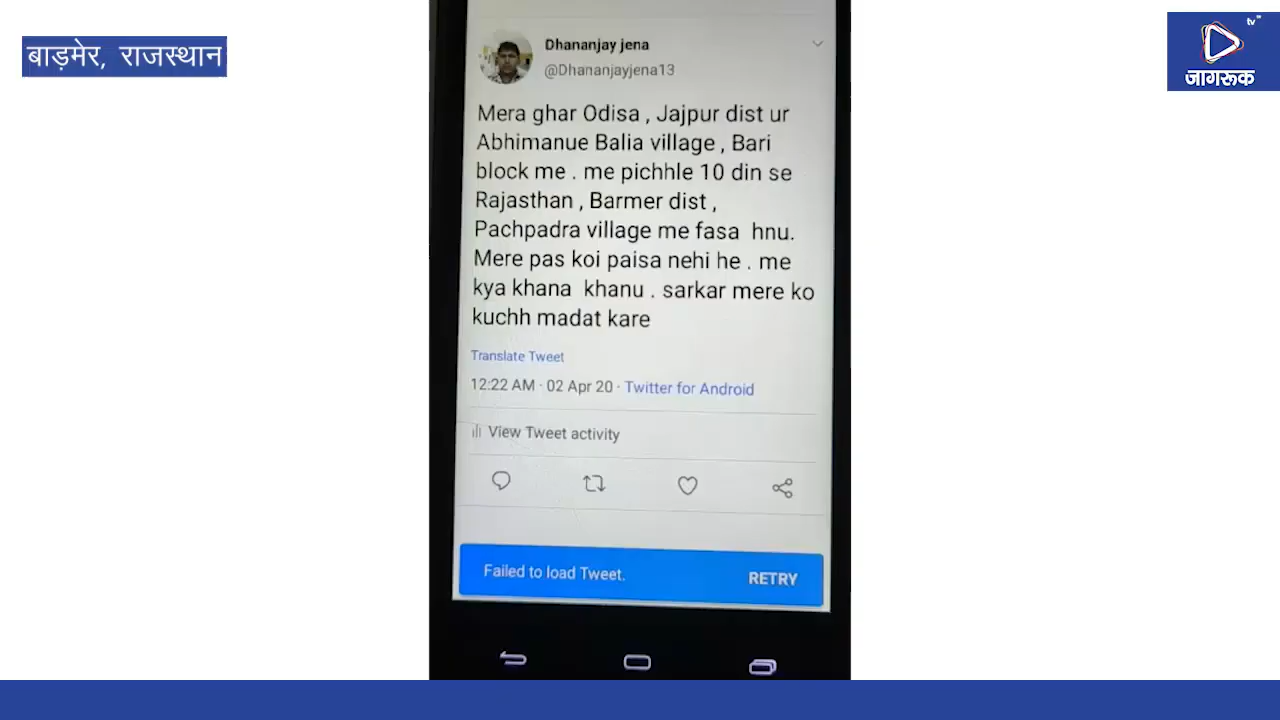 बाड़मेर, राजस्थान
tv
जागरूक
Dhananjay jena
@Dhananjayjena13
Mera ghar Odisa , Jajpur dist ur
Abhimanue Balia village , Bari
block me . me pichhle 10 din se
Rajasthan , Barmer dist ,
Pachpadra village me fasa hnu.
Mere pas koi paisa nehi he . me
kya khana khanu . sarkar mere ko
kuchh madat kare
Translate Tweet
12:22 AM · 02 Apr 20 · Twitter for Android
View Tweet activity
Failed to load Tweet. RETRY